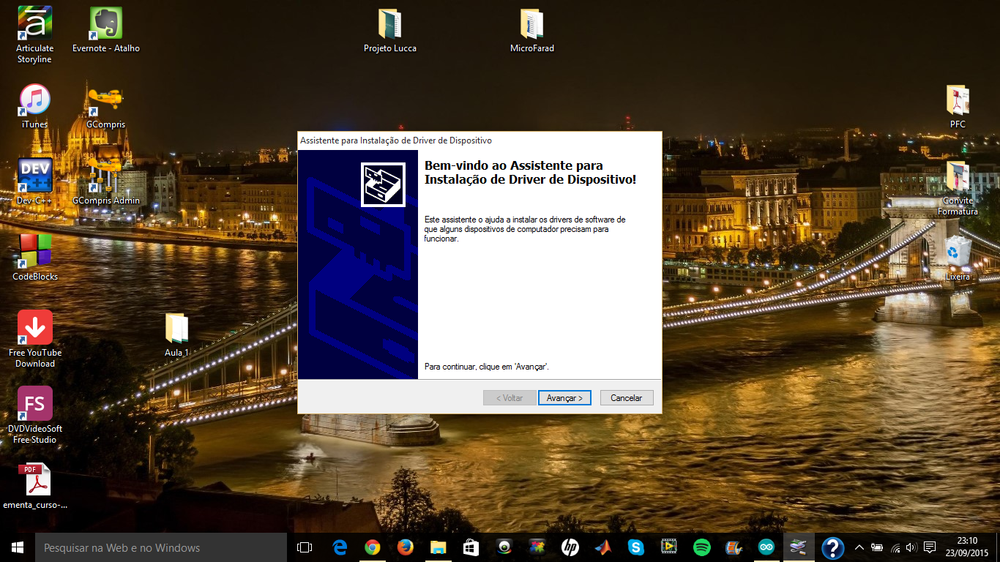 Articulate
Storyline
Evernote - Atalho
Projeto Lucca
MicroFarad
iTunes
GCompris
PFC
Dev-C++
GCompris Admin
Convite
Formatura
CodeBlocks
Lixeira
Free YouTube
Download
Aula 1
DVDVideoSoft
Free Studio
ementa_curso-...
ā
DEV
C++
FS
PDF
Assistente para Instalação de Driver de Dispositivo
Bem-vindo ao Assistente para
Instalação de Driver de Dispositivo!
Este assistente o ajuda a instalar os drivers de software de
que alguns dispositivos de computador precisam para
funcionar.
Para continuar, clique em 'Avançar'.
< Voltar
Avançar >
Cancelar
Pesquisar na Web e no Windows
hp
?
23:10
23/09/2015